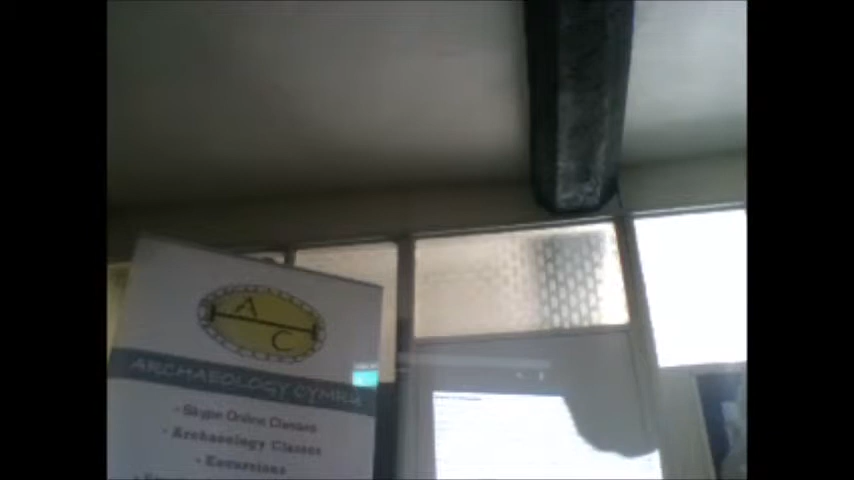 A
C
ARCHAEOLOGY CYMRU
- Skype Online Classes
- Archaeology Classes
- Excursions